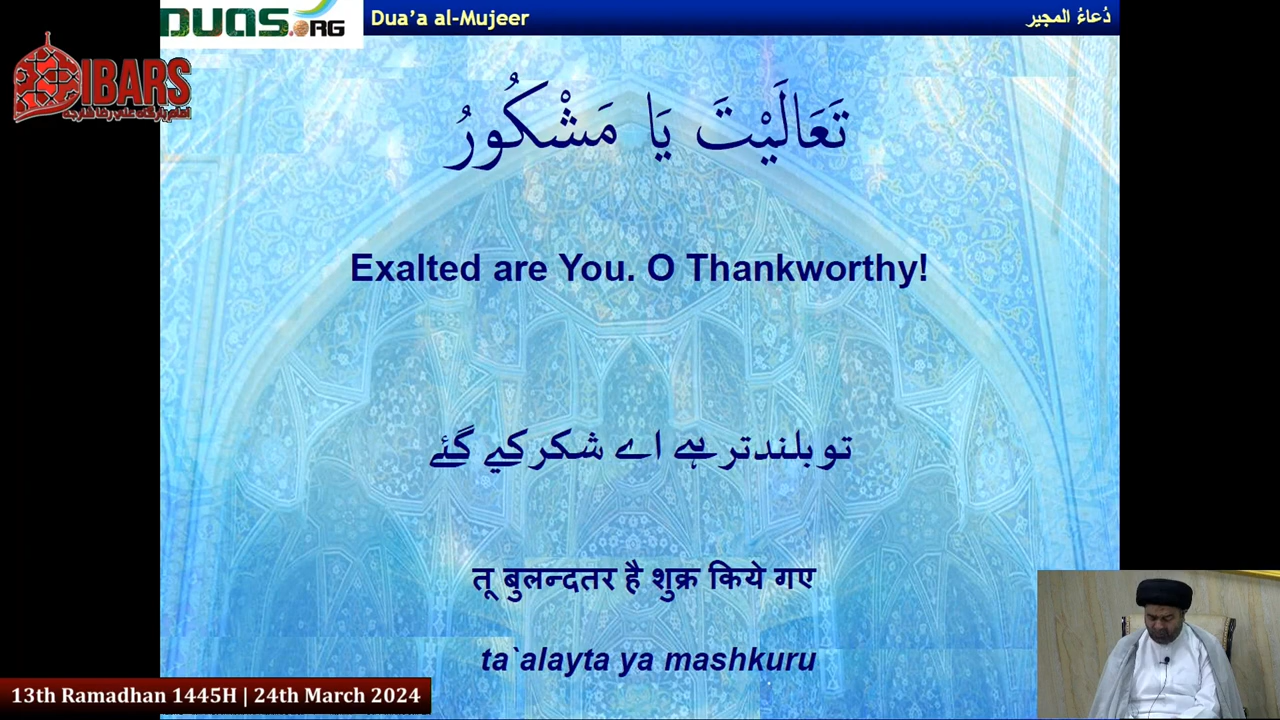 DUAS.ORG
Dua'a al-Mujeer
دُعاءُ المجير
IBARS
تَعَالَيْتَ يَا مَشْكُورُ
Exalted are You. O Thankworthy!
تو بلندتر ہے اے شکر کیے گئے
तू बुलन्दतर है शुक्र किये गए
ta`alayta ya mashkuru
13th Ramadhan 1445H | 24th March 2024